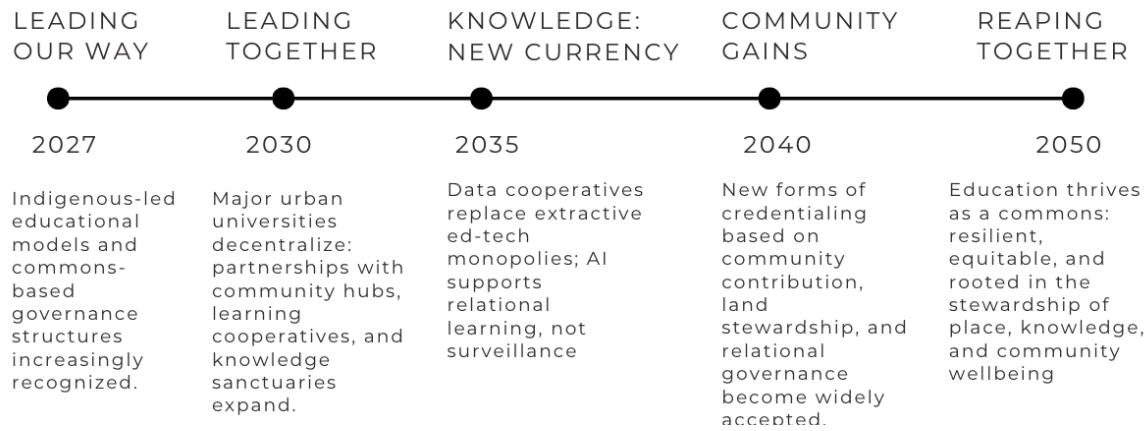 LEADING
OUR WAY
LEADING
TOGETHER
KNOWLEDGE:
NEW CURRENCY
COMMUNITY
GAINS
REAPING
TOGETHER
2027
2030
2035
2040
2050
Indigenous-led
educational
models and
commons-
based
governance
structures
increasingly
recognized.
Major urban
universities
decentralize:
partnerships with
community hubs,
learning
cooperatives, and
knowledge
sanctuaries
expand.
Data cooperatives
replace extractive
ed-tech
monopolies; AI
supports
relational
learning, not
surveillance
New forms of
credentialing
based on
community
contribution,
land
stewardship, and
relational
governance
become widely
accepted.
Education thrives
as a commons:
resilient,
equitable, and
rooted in the
stewardship of
place, knowledge,
and community
wellbeing